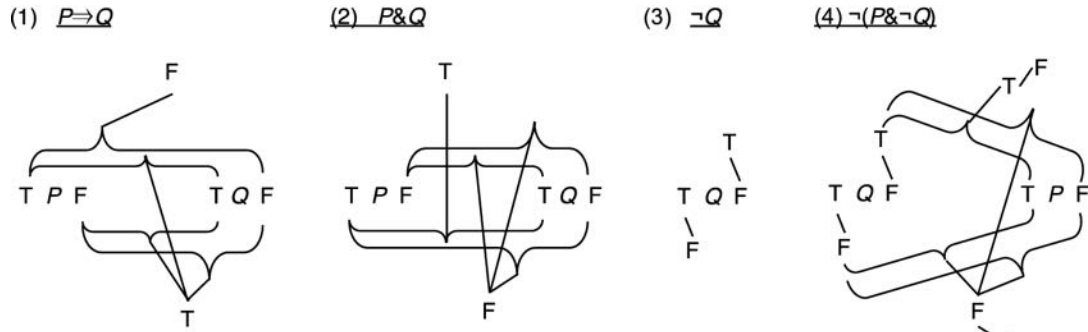 (1) P⇒Q (2) P&Q (3) ¬Q (4) ¬(P&¬Q)
F T T F
T
T
T P F T Q F T P F T Q F T Q F T Q F T P F
F F
T F F